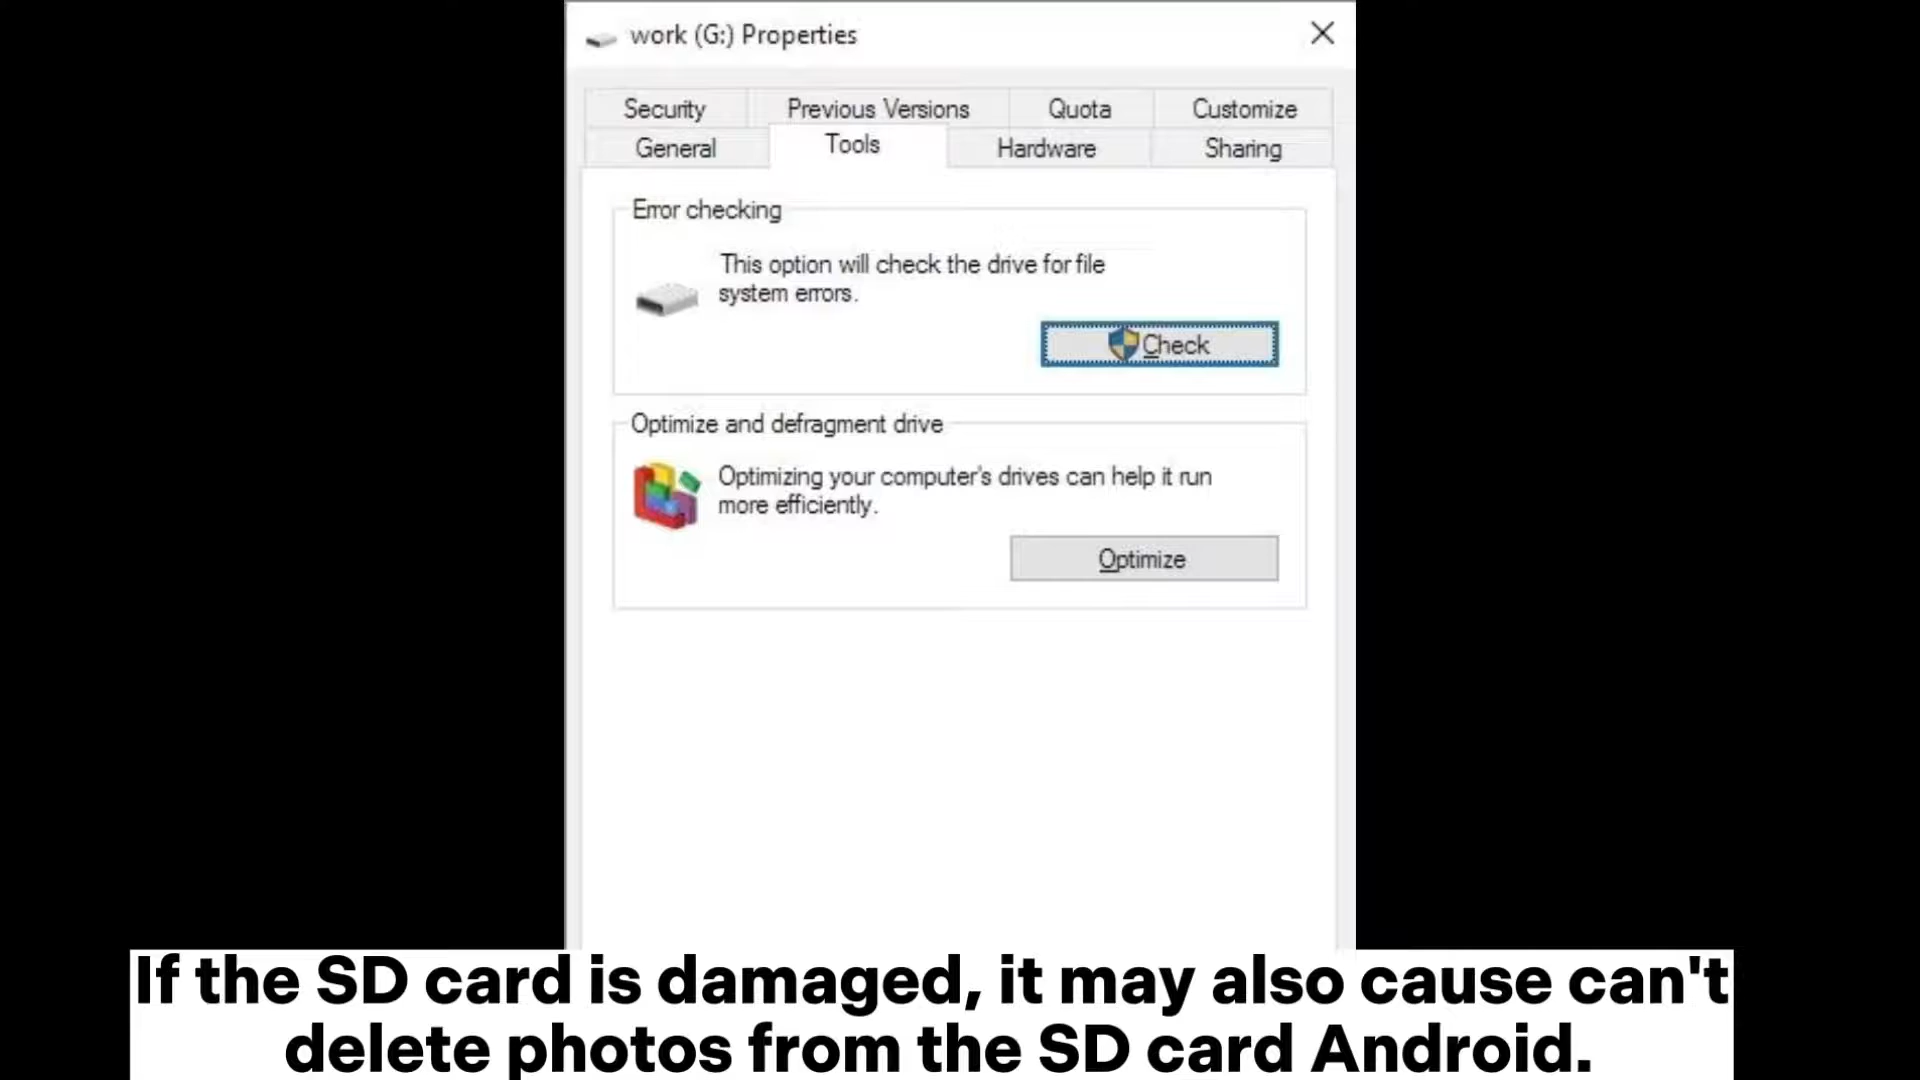 work (G:) Properties
Security Previous Versions Quota Customize
General Tools Hardware Sharing
Error checking
This option will check the drive for file
system errors.
Check
Optimize and defragment drive
Optimizing your computer's drives can help it run
more efficiently.
Optimize
If the SD card is damaged, it may also cause can't
delete photos from the SD card Android.